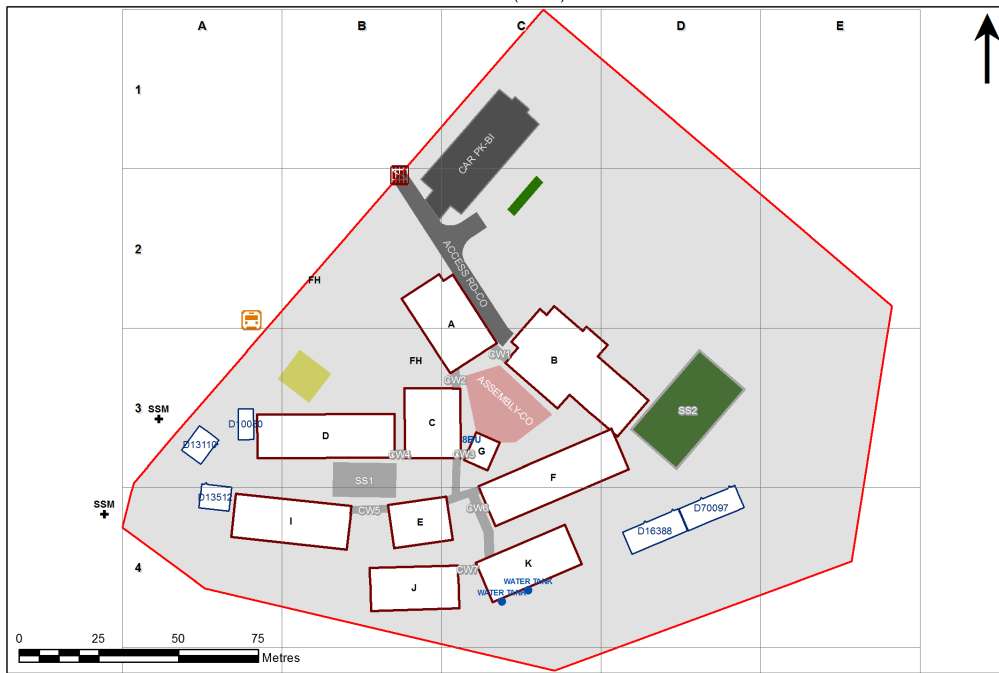 A B C D E
1
CAR PK-BI
2
ACCESS RD-CO
FH
A
B
FH
CW1
CW2
3
ASSEMBLY-CO
SSM
SS2
C
D10080
D
8BU
D13110
G
CW4
CW3
F
SS1
D13512
SSM
CW5
CW6
D70097
I
E
D16388
4
K
CW7
WATER TANK
WATER TANK
J
0 25 50 75
Metres